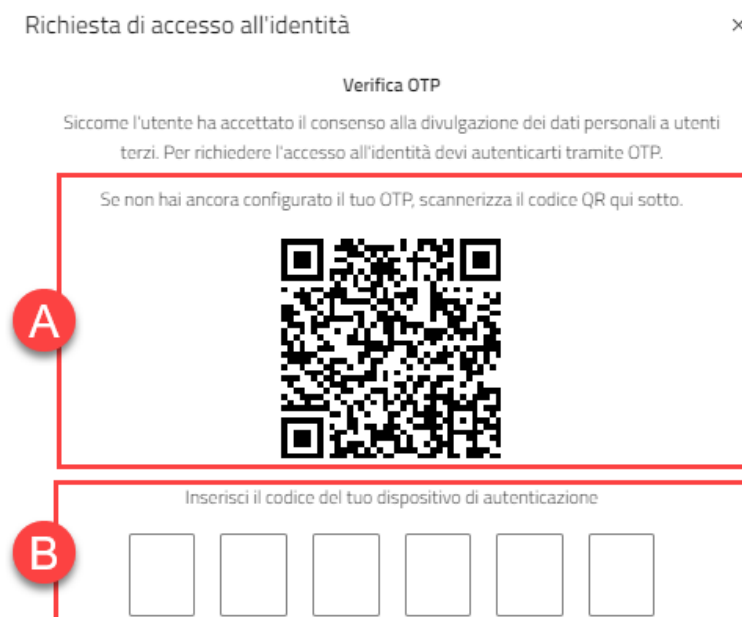 Richiesta di accesso all'identità
×
Verifica OTP
Siccome l'utente ha accettato il consenso alla divulgazione dei dati personali a utenti
terzi. Per richiedere l'accesso all'identità devi autenticarti tramite OTP.
Se non hai ancora configurato il tuo OTP, scannerizza il codice QR qui sotto.
A
Inserisci il codice del tuo dispositivo di autenticazione
B